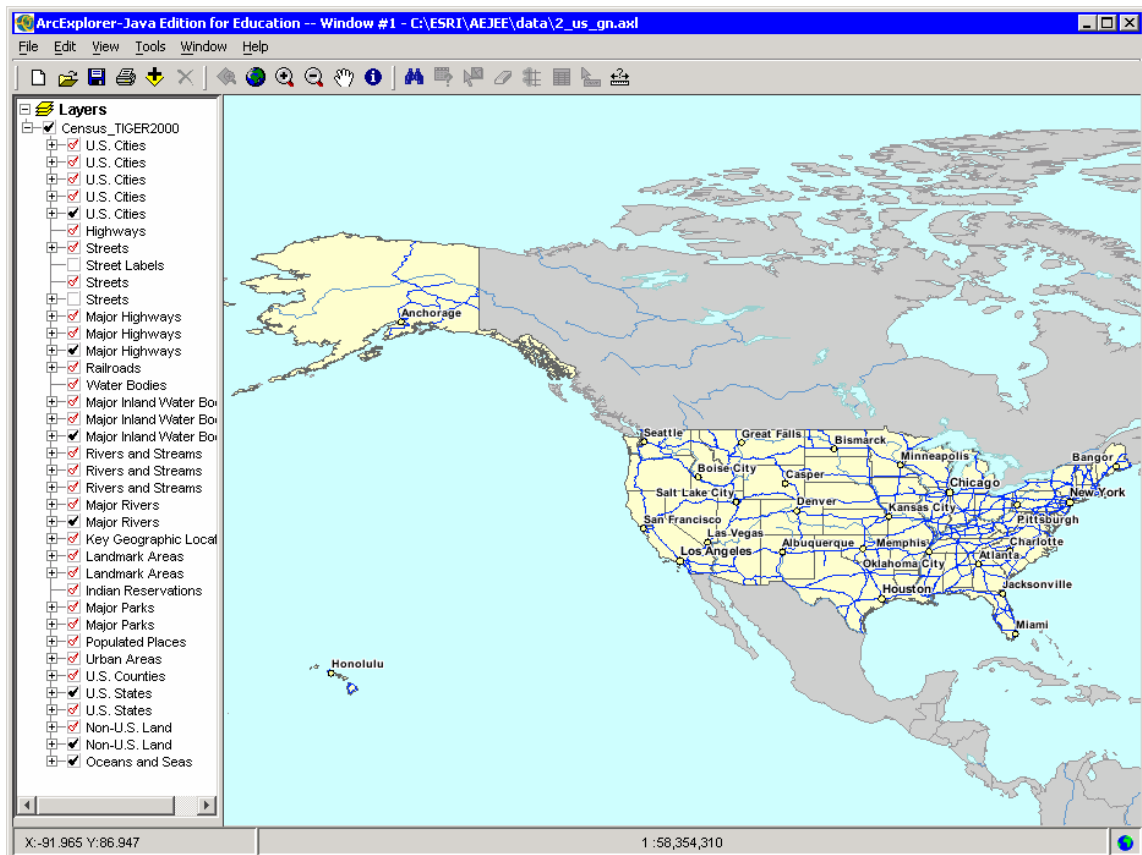 ArcExplorer-Java Edition for Education -- Window #1 - C:\ESRI\AEJEE\data\2_us_gn.axl
File Edit View Tools Window Help
Layers
Census_TIGER2000
U.S. Cities
U.S. Cities
U.S. Cities
U.S. Cities
U.S. Cities
Highways
Streets
Street Labels
Streets
Streets
Major Highways
Major Highways
Major Highways
Railroads
Water Bodies
Major Inland Water Bo
Major Inland Water Bo
Major Inland Water Bo
Rivers and Streams
Rivers and Streams
Rivers and Streams
Major Rivers
Major Rivers
Key Geographic Locat
Landmark Areas
Landmark Areas
Indian Reservations
Major Parks
Major Parks
Populated Places
Urban Areas
U.S. Counties
U.S. States
U.S. States
Non-U.S. Land
Non-U.S. Land
Oceans and Seas
Anchorage
Seattle
Great Falls
Bismarck
Minneapolis
Bangor
Boise City
Casper
Chicago
Salt Lake City
New York
Denver
Kansas City
San Francisco
Pittsburgh
Las Vegas
Albuquerque
Memphis
Charlotte
Los Angeles
Oklahoma City
Atlanta
Houston
Jacksonville
Miami
Honolulu
X:-91.965 Y:86.947
1 :58,354,310